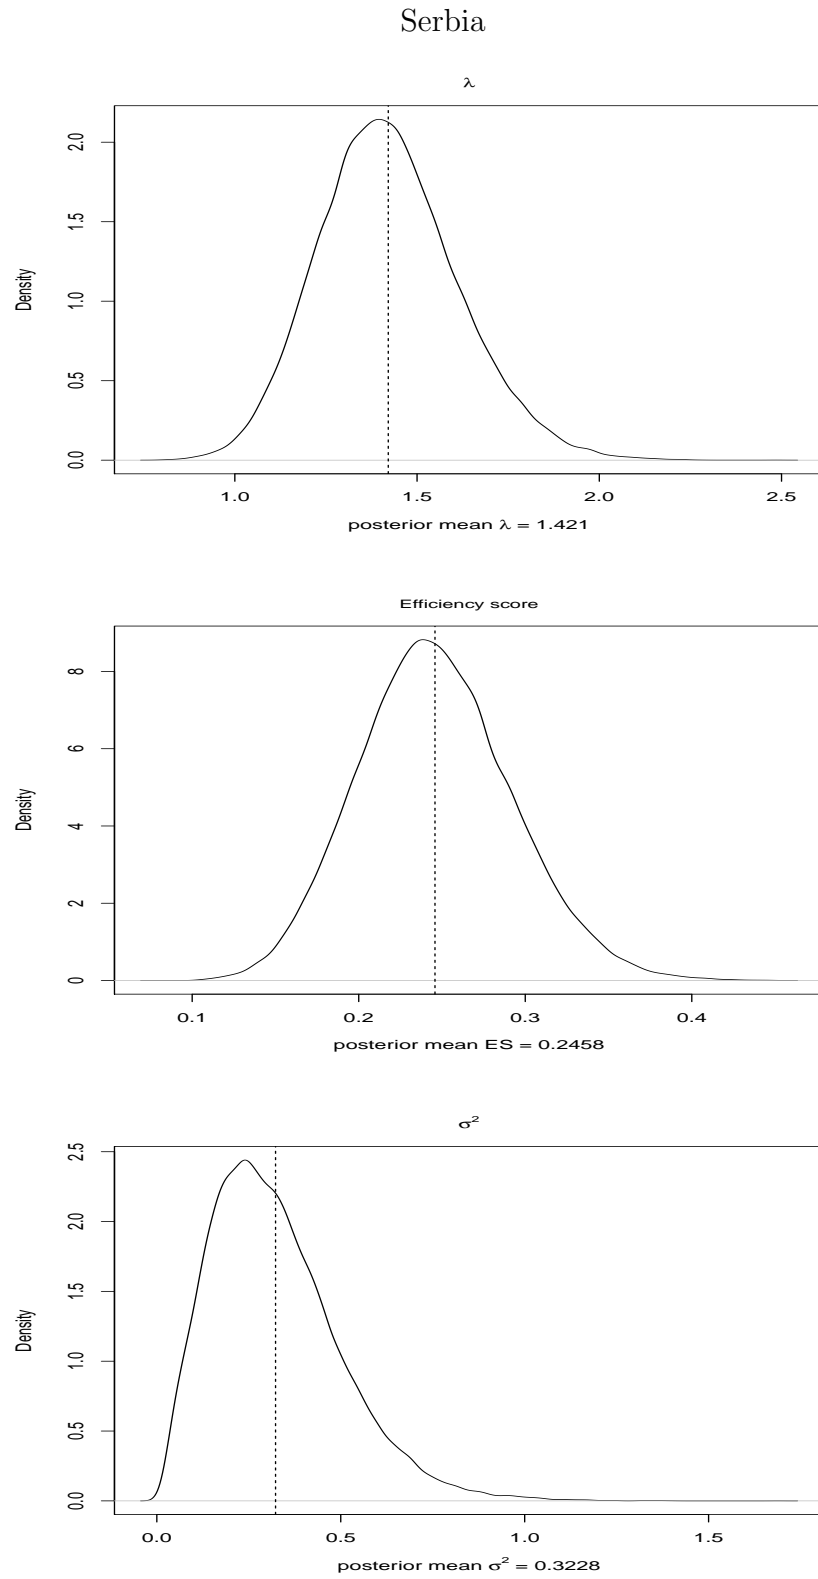 Serbia
λ
Density
0.0 0.5 1.0 1.5 2.0
1.0 1.5 2.0 2.5
posterior mean λ = 1.421
Efficiency score
Density
0 2 4 6 8
0.1 0.2 0.3 0.4
posterior mean ES = 0.2458
σ²
Density
0.0 0.5 1.0 1.5 2.0 2.5
0.0 0.5 1.0 1.5
posterior mean σ² = 0.3228